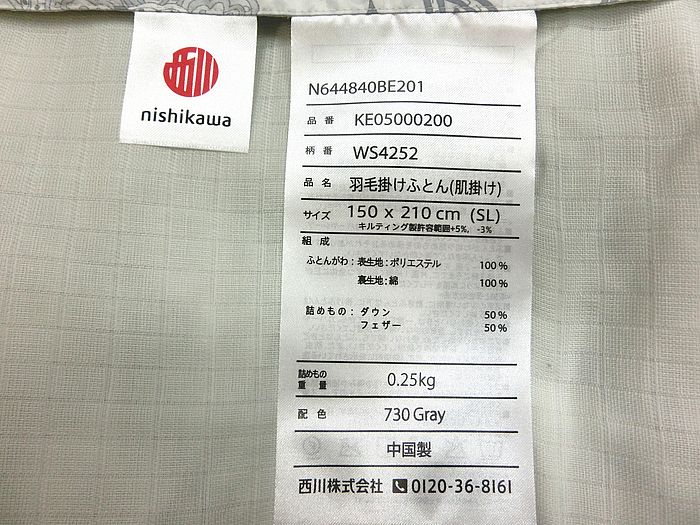 西川
nishikawa
N644840BE201
品番 KE05000200
柄番 WS4252
品名 羽毛掛けふとん(肌掛け)
サイズ 150 x 210 cm (SL)
キルティング製許容範囲+5%, -3%
組成
ふとんがわ:表生地:ポリエステル 100%
裏生地:綿 100%
詰めもの:ダウン 50%
フェザー 50%
詰めもの
重量 0.25kg
配色 730 Gray
中国製
西川株式会社 0120-36-8161